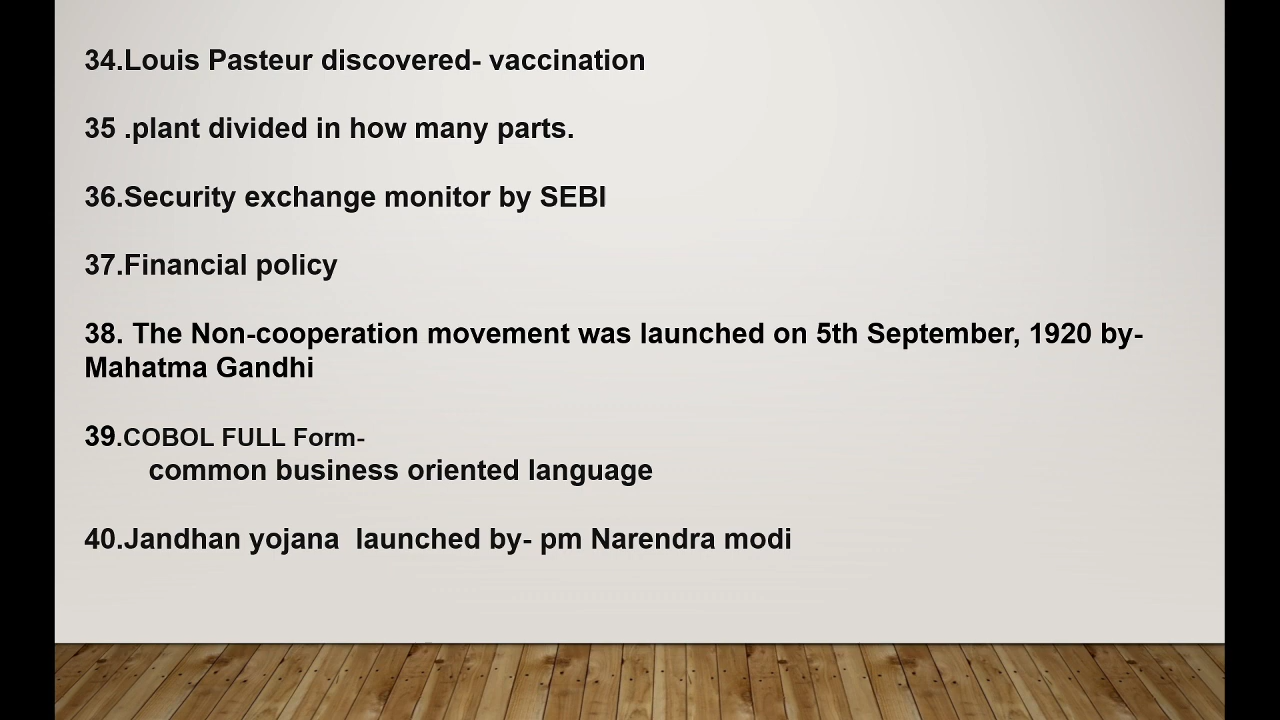 34.Louis Pasteur discovered- vaccination
35 .plant divided in how many parts.
36.Security exchange monitor by SEBI
37.Financial policy
38. The Non-cooperation movement was launched on 5th September, 1920 by-
Mahatma Gandhi
39.COBOL FULL Form-
common business oriented language
40.Jandhan yojana  launched by- pm Narendra modi